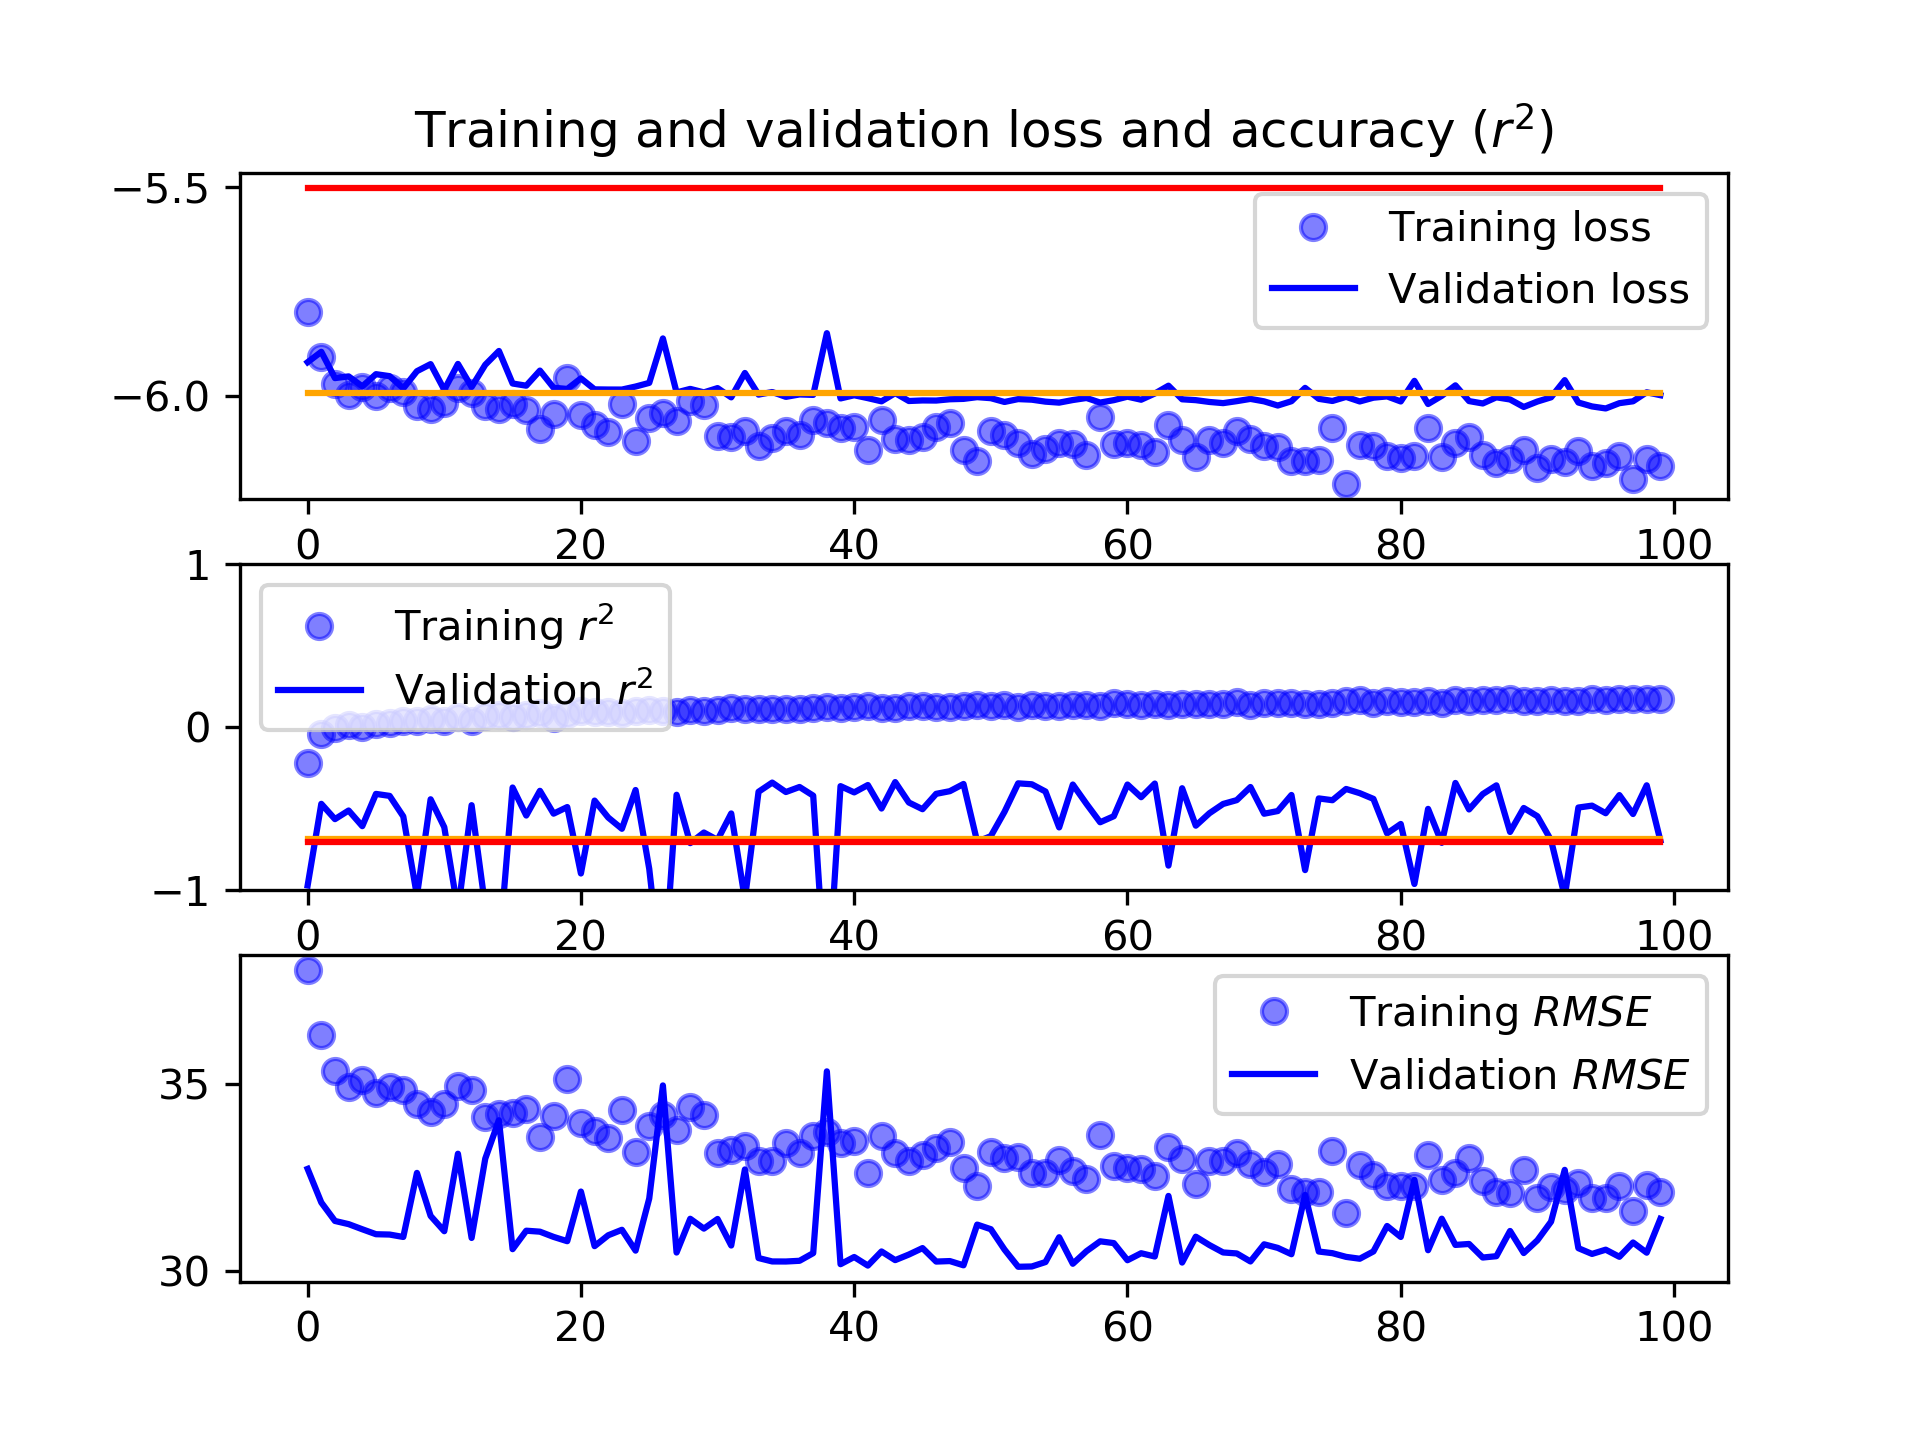 Training and validation loss and accuracy (r²)
−5.5
−6.0
Training loss
Validation loss
0 20 40 60 80 100
1
0
−1
Training r²
Validation r²
0 20 40 60 80 100
35
30
Training RMSE
Validation RMSE
0 20 40 60 80 100